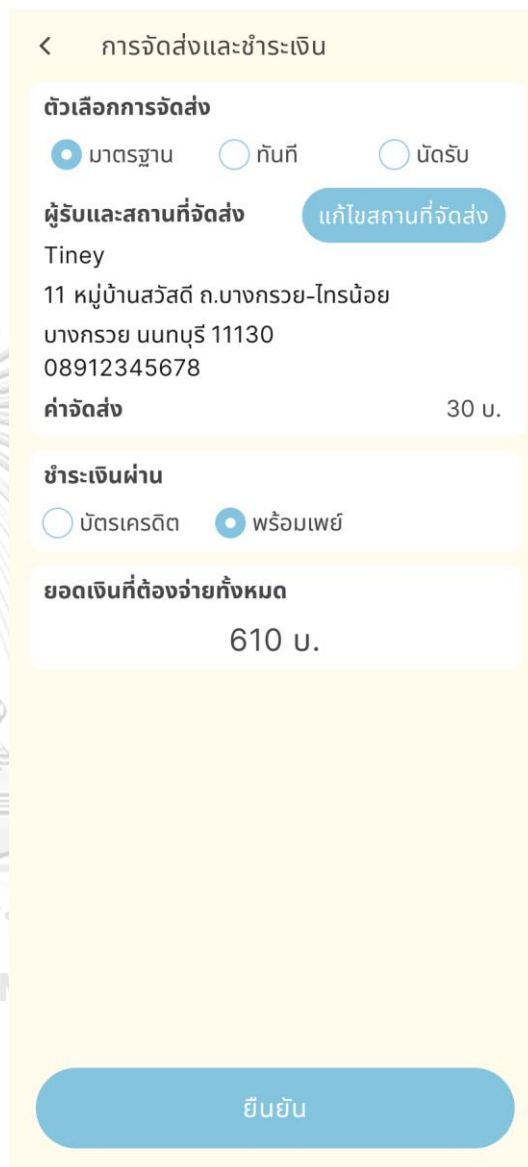 < การจัดส่งและชำระเงิน
ตัวเลือกการจัดส่ง
มาตรฐาน ทันที นัดรับ
ผู้รับและสถานที่จัดส่ง แก้ไขสถานที่จัดส่ง
Tiney
11 หมู่บ้านสวัสดี ถ.บางกรวย-ไทรน้อย
บางกรวย นนทบุรี 11130
08912345678
ค่าจัดส่ง 30 บ.
ชำระเงินผ่าน
บัตรเครดิต พร้อมเพย์
ยอดเงินที่ต้องจ่ายทั้งหมด
610 บ.
ยืนยัน